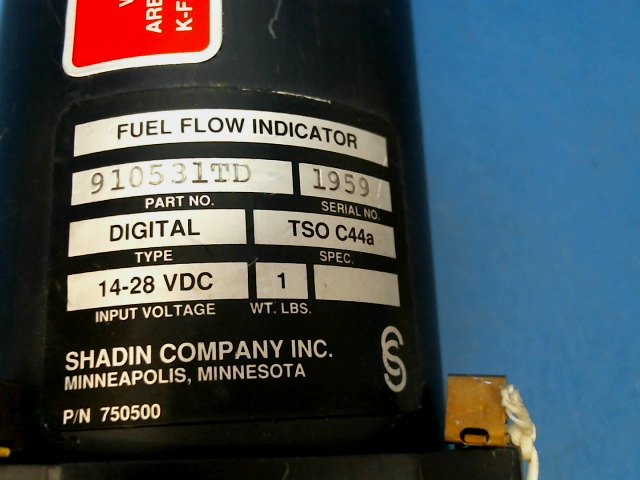 ARE
K-F
FUEL FLOW INDICATOR
910531TD 1959
PART NO. SERIAL NO.
DIGITAL TSO C44a
TYPE SPEC.
14-28 VDC 1
INPUT VOLTAGE WT. LBS.
SHADIN COMPANY INC.
MINNEAPOLIS, MINNESOTA
P/N 750500